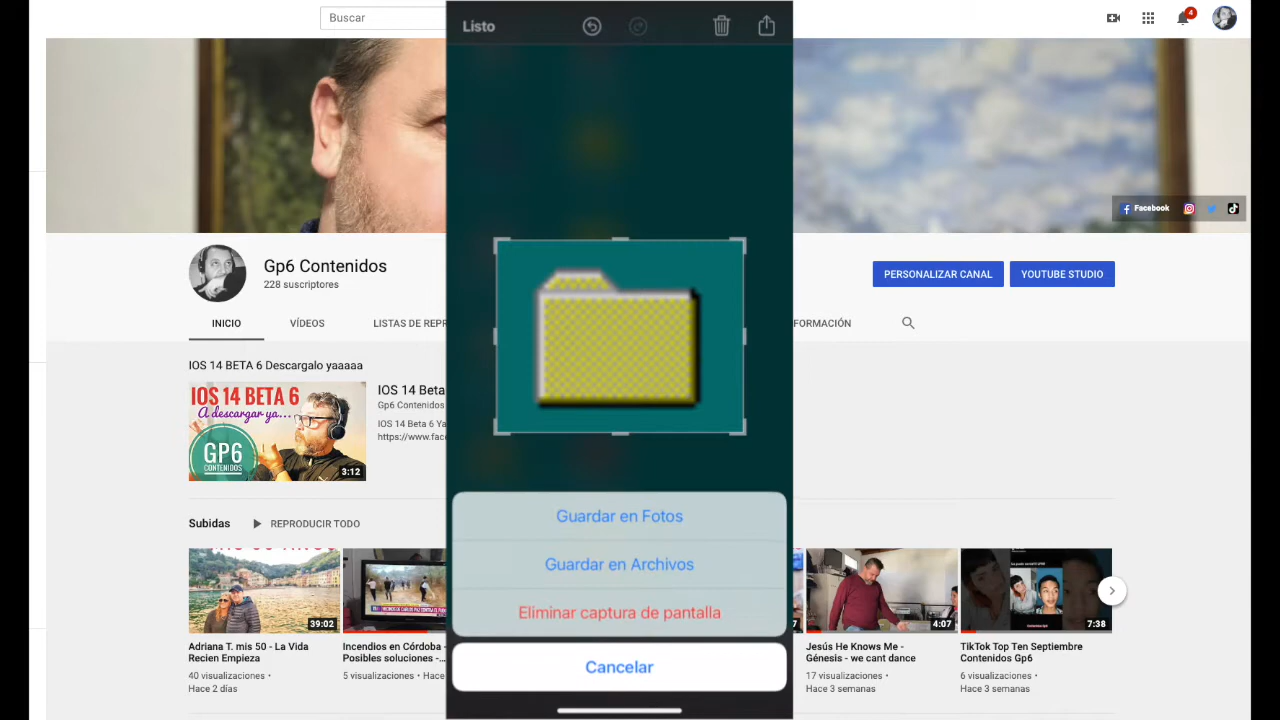 Buscar
Listo
4
Facebook
Gp6 Contenidos
228 suscriptores
PERSONALIZAR CANAL
YOUTUBE STUDIO
INICIO
VÍDEOS
LISTAS DE REPR
FORMACIÓN
IOS 14 BETA 6 Descargalo yaaaaa
IOS 14 BETA 6
A descargar ya...
GP6
CONTENIDOS
3:12
IOS 14 Beta
Gp6 Contenidos
IOS 14 Beta 6 Ya
https://www.face
Guardar en Fotos
Guardar en Archivos
Eliminar captura de pantalla
Cancelar
Subidas
REPRODUCIR TODO
39:02
4:07
7:38
Adriana T. mis 50 - La Vida
Recien Empieza
40 visualizaciones •
Hace 2 días
Incendios en Córdoba -
Posibles soluciones -...
5 visualizaciones • Hace
Jesús He Knows Me -
Génesis - we cant dance
17 visualizaciones •
Hace 3 semanas
TikTok Top Ten Septiembre
Contenidos Gp6
6 visualizaciones •
Hace 3 semanas